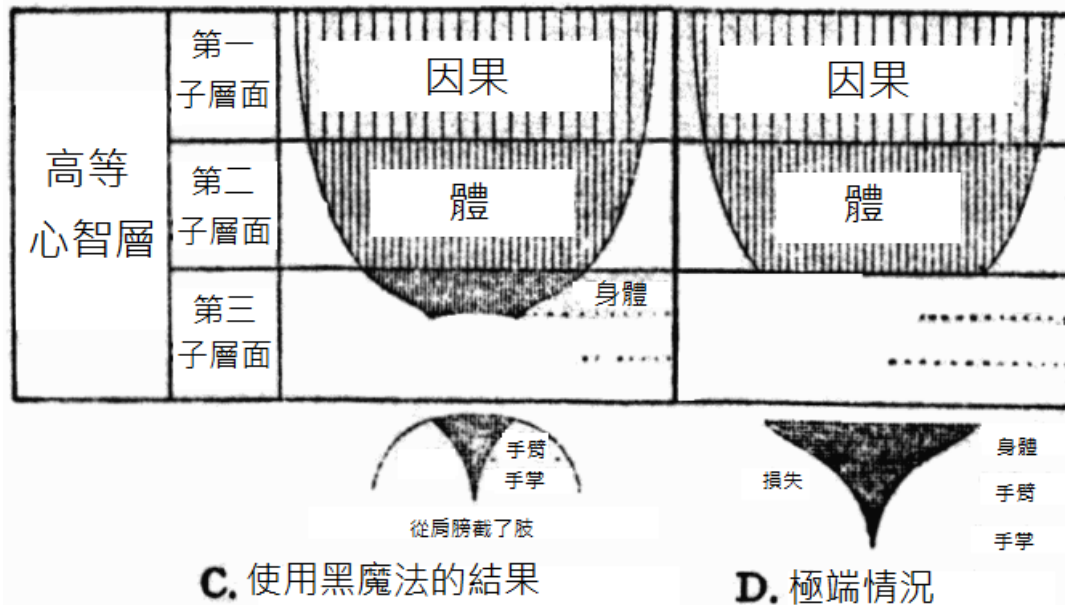 第一
子層面
因果
因果
高等
心智層
第二
子層面
體
體
第三
子層面
身體
手臂
手掌
從肩膀截了肢
損失
身體
手臂
手掌
C. 使用黑魔法的結果
D. 極端情況